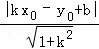 |kx₀ − y₀+b|
√1+k²